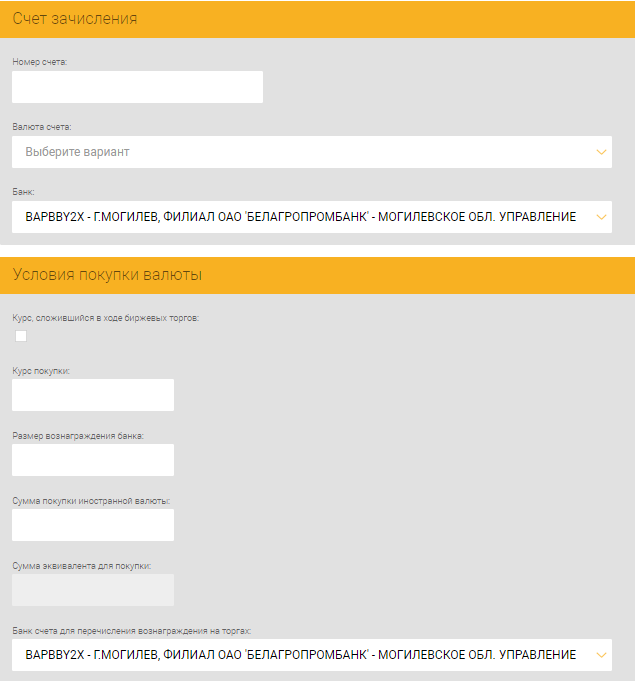 Счет зачисления
Номер счета:
Валюта счета:
Выберите вариант
Банк:
BAPBBY2X - Г.МОГИЛЕВ, ФИЛИАЛ ОАО 'БЕЛАГРОПРОМБАНК' - МОГИЛЕВСКОЕ ОБЛ. УПРАВЛЕНИЕ
Условия покупки валюты
Курс, сложившийся в ходе биржевых торгов:
Курс покупки:
Размер вознаграждения банка:
Сумма покупки иностранной валюты:
Сумма эквивалента для покупки:
Банк счета для перечисления вознаграждения на торгах:
BAPBBY2X - Г.МОГИЛЕВ, ФИЛИАЛ ОАО 'БЕЛАГРОПРОМБАНК' - МОГИЛЕВСКОЕ ОБЛ. УПРАВЛЕНИЕ